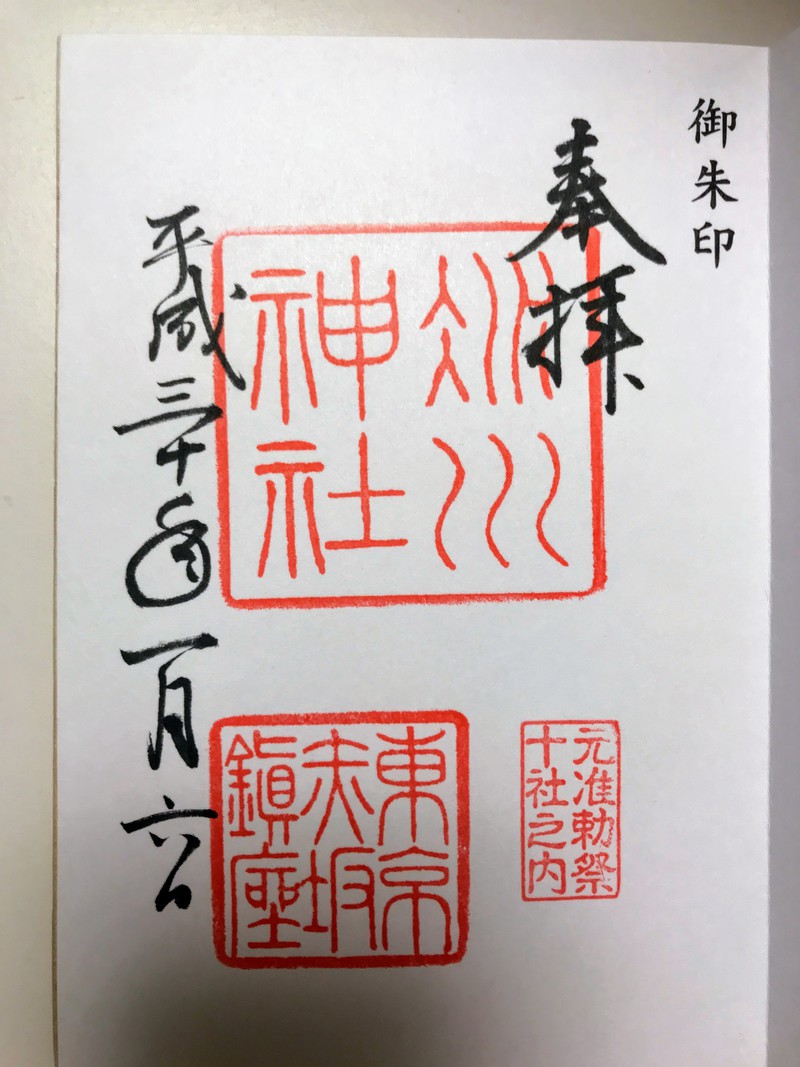 御朱印
奉拝
氷川
神社
平成三十年一月六日
元准勅祭
十社之内
東京
赤坂
鎮座